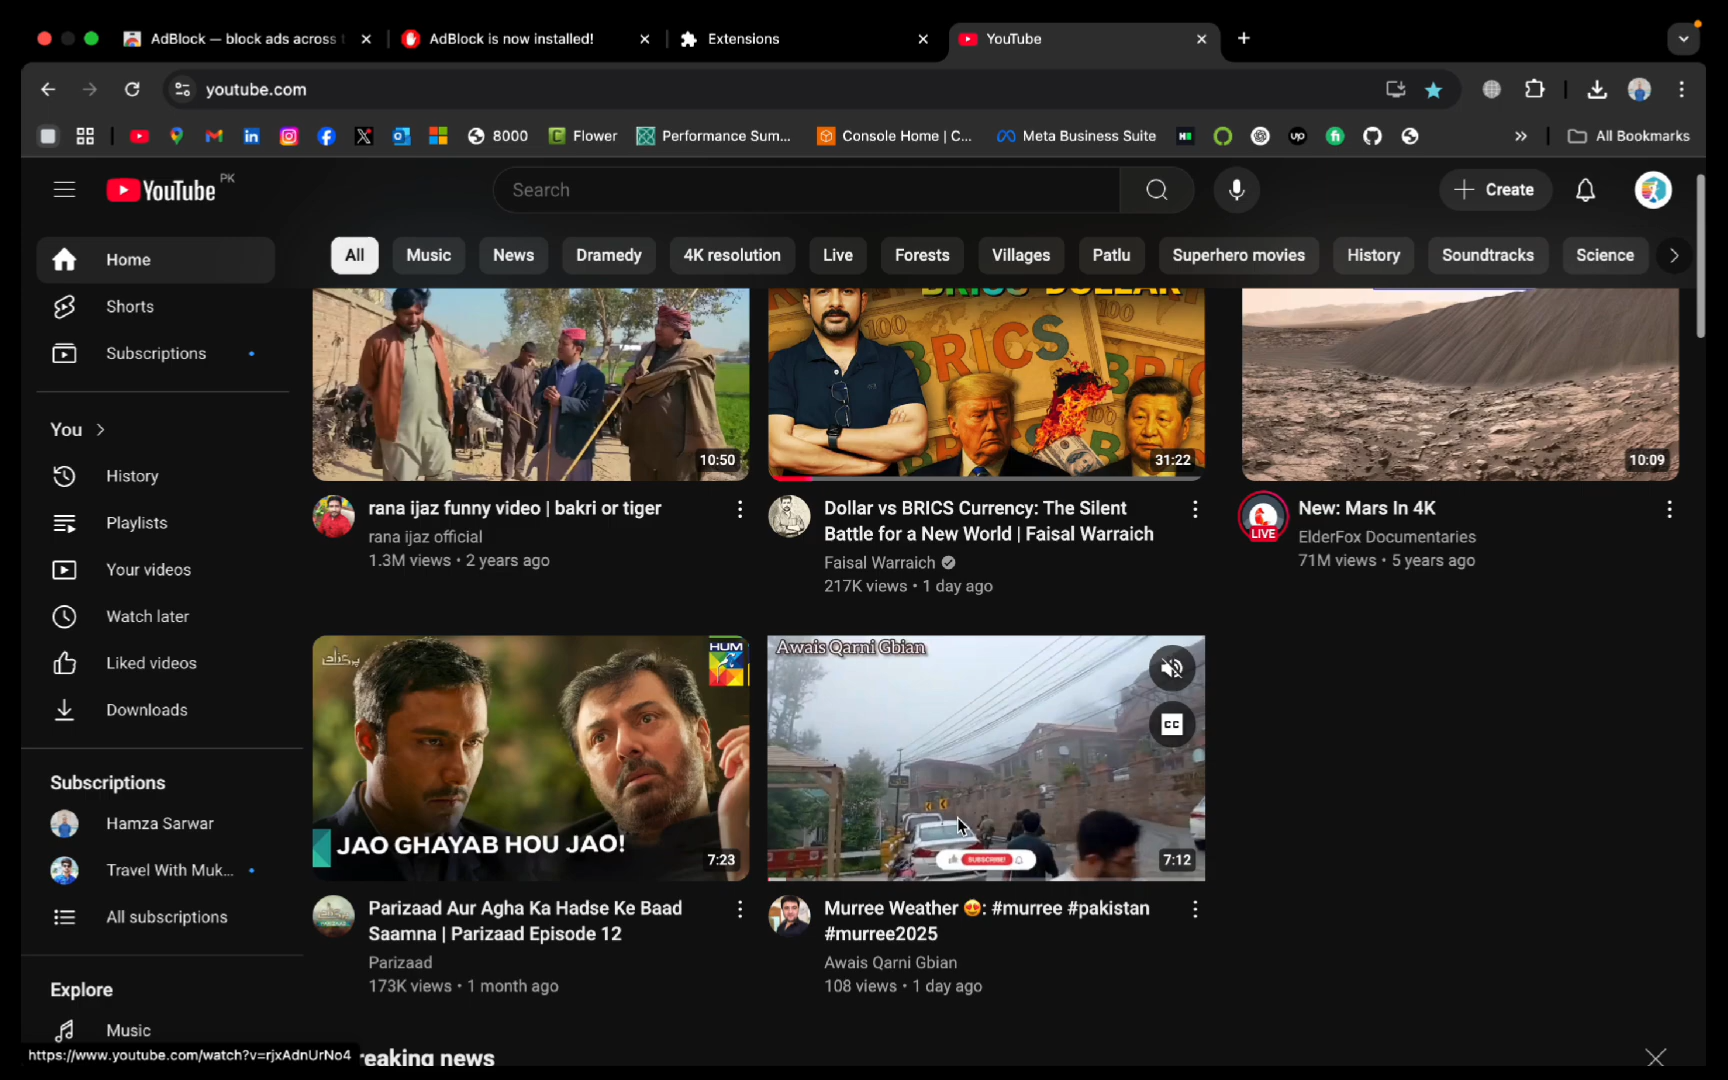 AdBlock — block ads across t
AdBlock is now installed!
Extensions
YouTube
youtube.com
8000
Flower
Performance Sum...
Console Home | C...
Meta Business Suite
All Bookmarks
YouTube PK
Search
Create
Home
Shorts
Subscriptions
You
History
Playlists
Your videos
Watch later
Liked videos
Downloads
Subscriptions
Hamza Sarwar
Travel With Muk...
All subscriptions
Explore
Music
https://www.youtube.com/watch?v=rjxAdnUrNo4
All
Music
News
Dramedy
4K resolution
Live
Forests
Villages
Patlu
Superhero movies
History
Soundtracks
Science
10:50
rana ijaz funny video | bakri or tiger
rana ijaz official
1.3M views • 2 years ago
BRICS DOLLAR
100
BRICS
31:22
Dollar vs BRICS Currency: The Silent
Battle for a New World | Faisal Warraich
Faisal Warraich
217K views • 1 day ago
10:09
LIVE
New: Mars In 4K
ElderFox Documentaries
71M views • 5 years ago
HUM
JAO GHAYAB HOU JAO!
7:23
Parizaad Aur Agha Ka Hadse Ke Baad
Saamna | Parizaad Episode 12
Parizaad
173K views • 1 month ago
Awais Qarni Gbian
CC
SUBSCRIBE!
7:12
Murree Weather 😍: #murree #pakistan
#murree2025
Awais Qarni Gbian
108 views • 1 day ago
reaking news